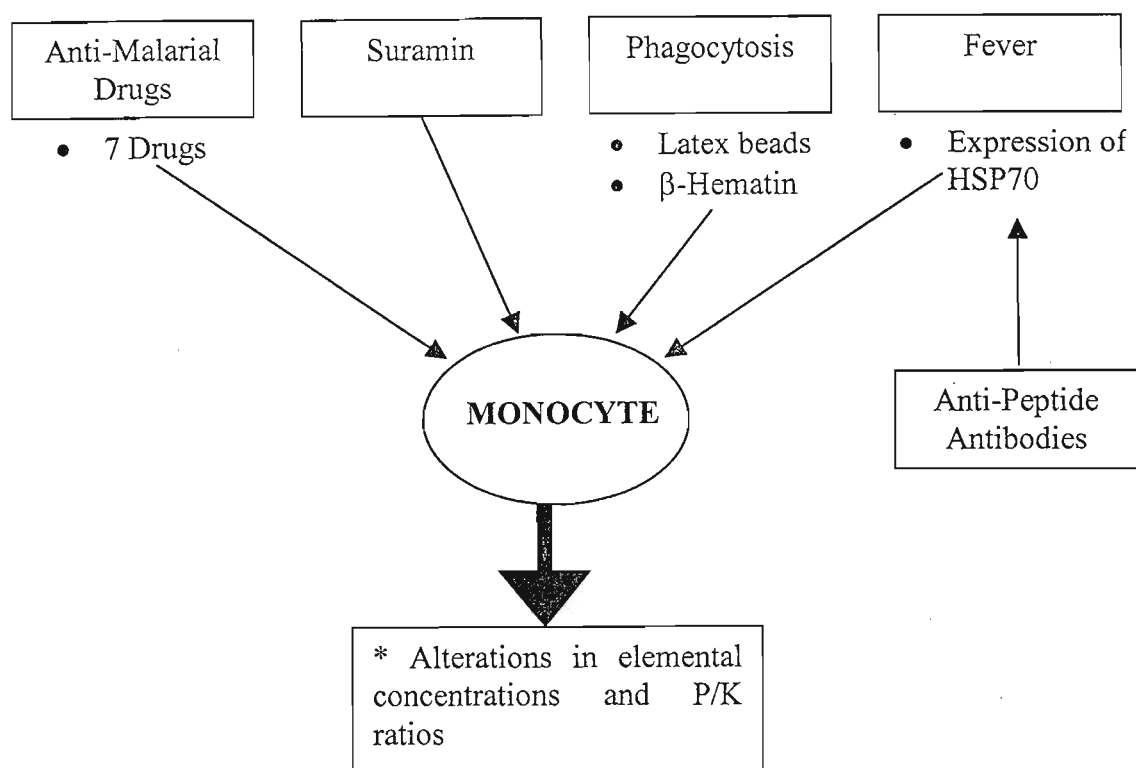 Anti-Malarial
Drugs
• 7 Drugs
Suramin
Phagocytosis
• Latex beads
• β-Hematin
Fever
• Expression of
HSP70
MONOCYTE
Anti-Peptide
Antibodies
* Alterations in elemental
concentrations and P/K
ratios